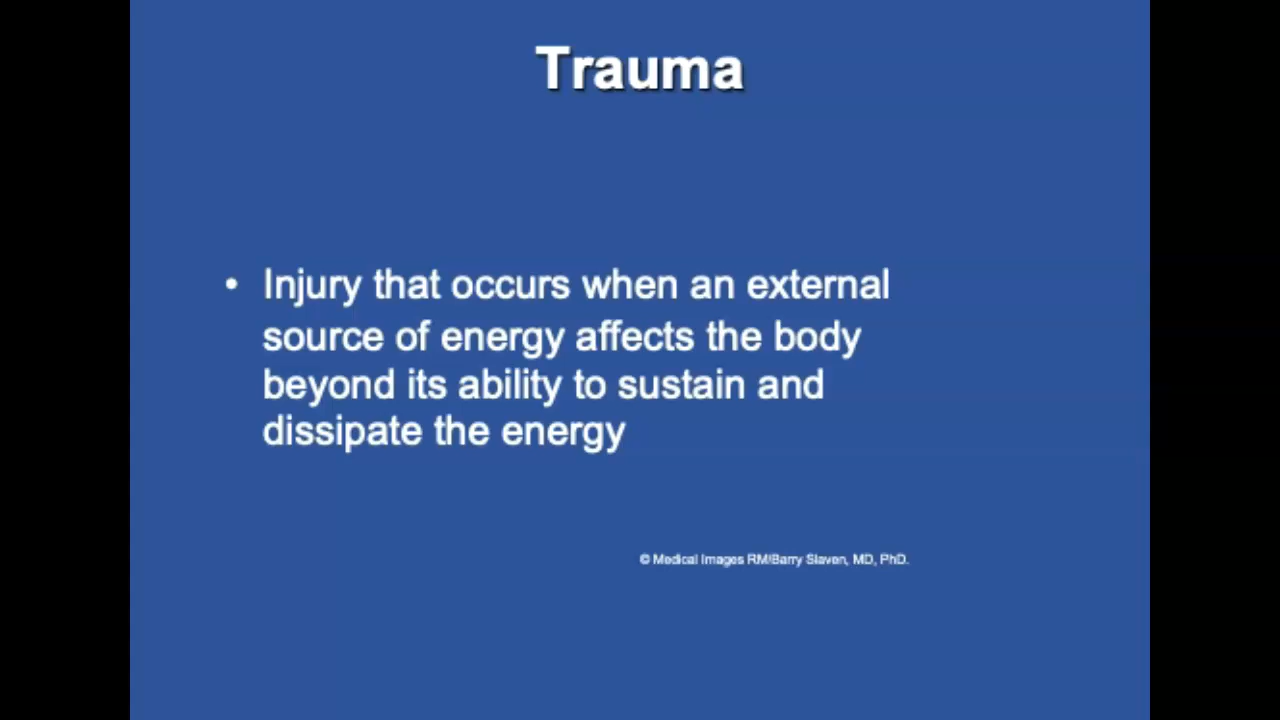 Trauma
• Injury that occurs when an external
source of energy affects the body
beyond its ability to sustain and
dissipate the energy
© Medical Images RM/Barry Slaven, MD, PhD.